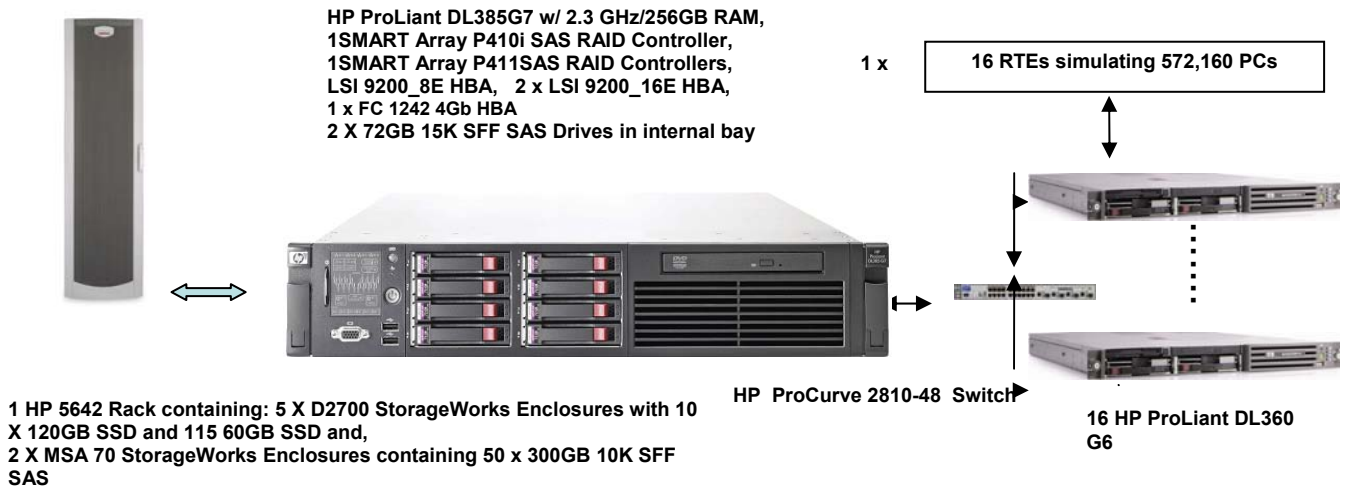 HP ProLiant DL385G7 w/ 2.3 GHz/256GB RAM,
1SMART Array P410i SAS RAID Controller,
1SMART Array P411SAS RAID Controllers,
LSI 9200_8E HBA, 2 x LSI 9200_16E HBA,
1 x FC 1242 4Gb HBA
2 X 72GB 15K SFF SAS Drives in internal bay
1 x
16 RTEs simulating 572,160 PCs
HP ProCurve 2810-48 Switch
16 HP ProLiant DL360
G6
1 HP 5642 Rack containing: 5 X D2700 StorageWorks Enclosures with 10
X 120GB SSD and 115 60GB SSD and,
2 X MSA 70 StorageWorks Enclosures containing 50 x 300GB 10K SFF
SAS